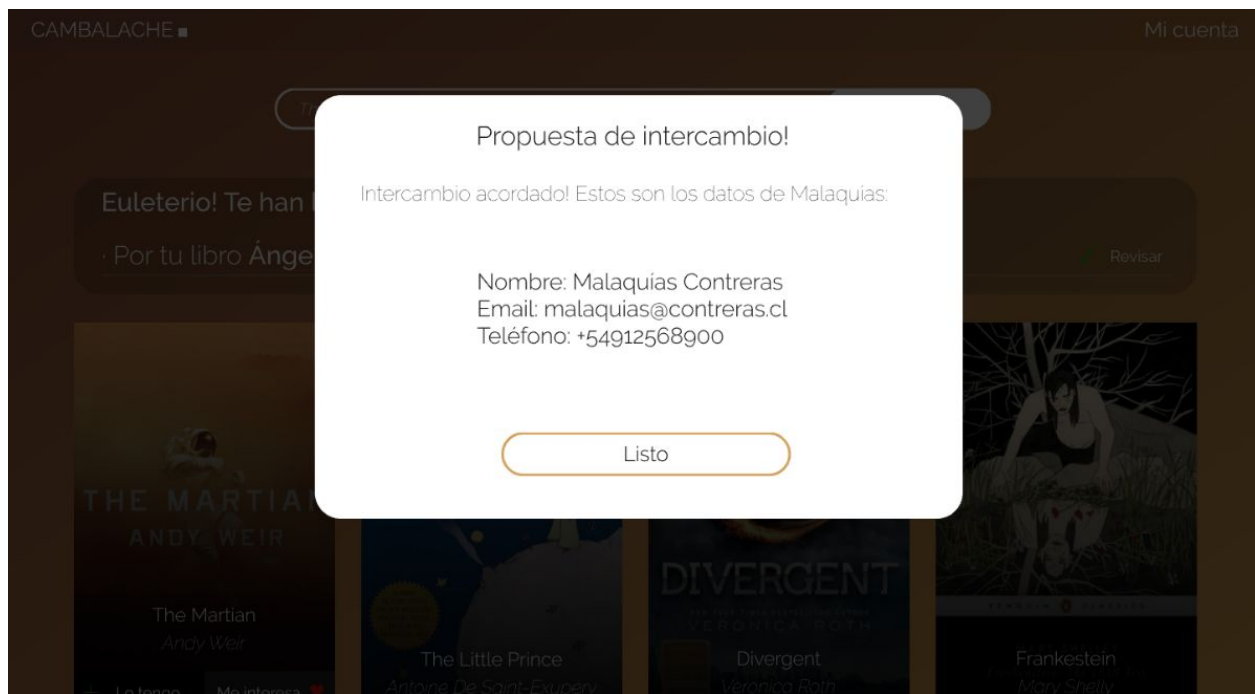 CAMBALACHE
Mi cuenta
Propuesta de intercambio!
Intercambio acordado! Estos son los datos de Malaquias:
Euleterio! Te han
· Por tu libro Ánge
Revisar
Nombre: Malaquias Contreras
Email: malaquias@contreras.cl
Teléfono: +54912568900
Listo
THE MARTIAN
ANDY WEIR
DIVERGENT
VERONICA ROTH
PENGUIN CLASSICS
The Martian
Andy Weir
The Little Prince
Antoine De Saint-Exupery
Divergent
Veronica Roth
Frankestein
Mary Shelly
Lo tengo
Me interesa